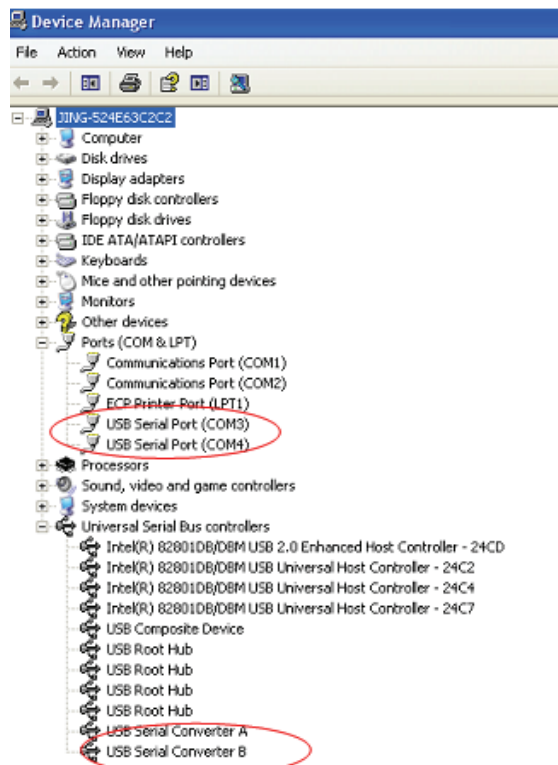 Device Manager
File Action View Help
JING-524E63C2C2
Computer
Disk drives
Display adapters
Floppy disk controllers
Floppy disk drives
IDE ATA/ATAPI controllers
Keyboards
Mice and other pointing devices
Monitors
Other devices
Ports (COM & LPT)
Communications Port (COM1)
Communications Port (COM2)
ECP Printer Port (LPT1)
USB Serial Port (COM3)
USB Serial Port (COM4)
Processors
Sound, video and game controllers
System devices
Universal Serial Bus controllers
Intel(R) 82801DB/DBM USB 2.0 Enhanced Host Controller - 24CD
Intel(R) 82801DB/DBM USB Universal Host Controller - 24C2
Intel(R) 82801DB/DBM USB Universal Host Controller - 24C4
Intel(R) 82801DB/DBM USB Universal Host Controller - 24C7
USB Composite Device
USB Root Hub
USB Root Hub
USB Root Hub
USB Root Hub
USB Serial Converter A
USB Serial Converter B